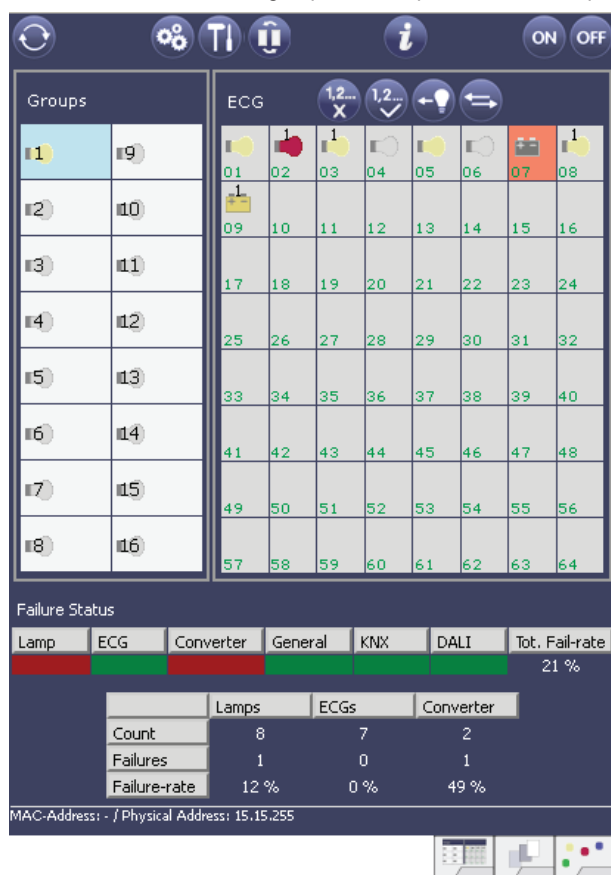 ON OFF
Groups
ECG 1,2... X 1,2...
1 9
2 10
3 11
4 12
5 13
6 14
7 15
8 16
1 1 1
01 02 03 04 05 06 07 08
1
09 10 11 12 13 14 15 16
17 18 19 20 21 22 23 24
25 26 27 28 29 30 31 32
33 34 35 36 37 38 39 40
41 42 43 44 45 46 47 48
49 50 51 52 53 54 55 56
57 58 59 60 61 62 63 64
Failure Status
Lamp ECG Converter General KNX DALI Tot. Fail-rate
21 %
Lamps ECGs Converter
Count 8 7 2
Failures 1 0 1
Failure-rate 12 % 0 % 49 %
MAC-Address: - / Physical Address: 15.15.255